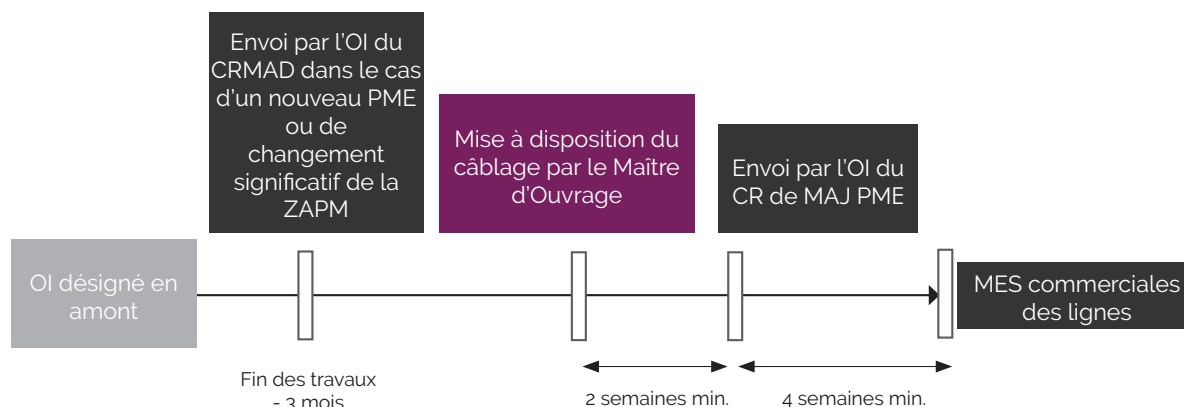 Envoi par l'OI du
CRMAD dans le cas
d'un nouveau PME
ou de
changement
significatif de la
ZAPM
Mise à disposition du
câblage par le Maître
d'Ouvrage
Envoi par l'OI du
CR de MAJ PME
OI désigné en
amont
MES commerciales
des lignes
Fin des travaux
- 3 mois
2 semaines min.
4 semaines min.